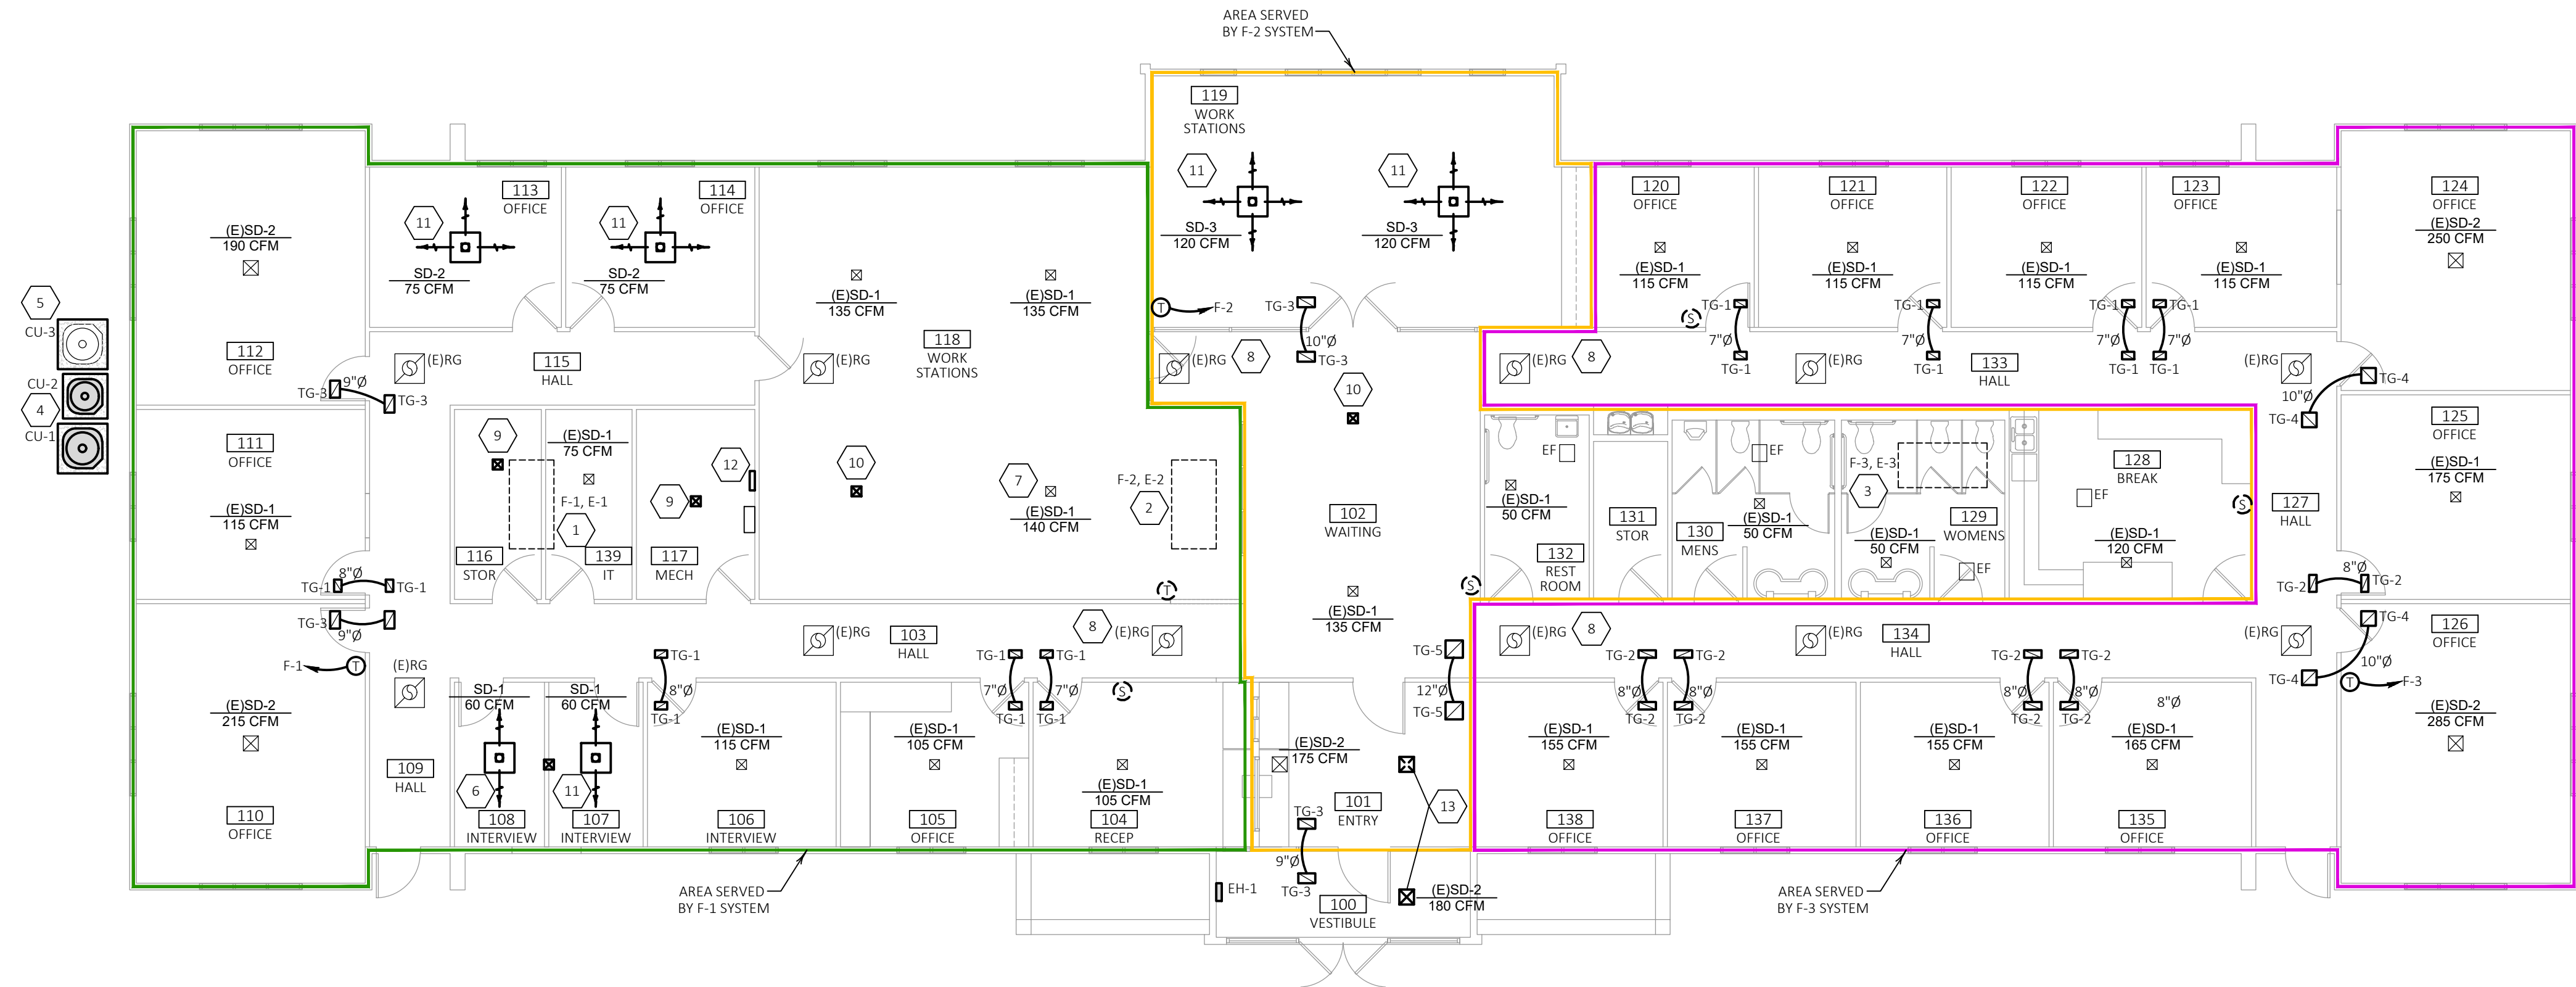 AREA SERVED
BY F-2 SYSTEM
119
WORK
STATIONS
11
11
SD-3
120 CFM
SD-3
120 CFM
113
OFFICE
11
SD-2
75 CFM
114
OFFICE
11
SD-2
75 CFM
(E)SD-2
190 CFM
112
OFFICE
5
CU-3
CU-2
4
CU-1
(E)SD-1
135 CFM
(E)SD-1
135 CFM
118
WORK
STATIONS
T
F-2
TG-3
10"Ø
TG-3
(E)RG
8
10
120
OFFICE
(E)SD-1
115 CFM
121
OFFICE
(E)SD-1
115 CFM
122
OFFICE
(E)SD-1
115 CFM
123
OFFICE
(E)SD-1
115 CFM
124
OFFICE
(E)SD-2
250 CFM
S
TG-1
7"Ø
TG-1
TG-1
7"Ø
TG-1
TG-1
7"Ø
TG-1
TG-1
7"Ø
TG-1
(E)RG
8
(E)RG
133
HALL
(E)RG
TG-4
10"Ø
TG-4
(E)RG
115
HALL
(E)RG
TG-3
9"Ø
TG-3
111
OFFICE
(E)SD-1
115 CFM
9
(E)SD-1
75 CFM
F-1, E-1
1
116
STOR
139
IT
12
9
117
MECH
10
7
(E)SD-1
140 CFM
F-2, E-2
2
T
102
WAITING
(E)SD-1
135 CFM
S
EF
(E)SD-1
50 CFM
132
REST
ROOM
131
STOR
130
MENS
EF
(E)SD-1
50 CFM
F-3, E-3
3
(E)SD-1
50 CFM
129
WOMENS
EF
128
BREAK
EF
(E)SD-1
120 CFM
S
127
HALL
125
OFFICE
(E)SD-1
175 CFM
TG-2
8"Ø
TG-2
TG-1
8"Ø
TG-1
TG-3
9"Ø
F-1
T
(E)RG
(E)RG
103
HALL
8
(E)RG
TG-1
8"Ø
TG-1
TG-1
7"Ø
TG-1
TG-1
7"Ø
TG-1
S
TG-5
12"Ø
TG-5
(E)RG
8
(E)RG
134
HALL
(E)RG
TG-2
8"Ø
TG-2
TG-2
8"Ø
TG-2
TG-2
8"Ø
TG-2
TG-2
8"Ø
TG-2
8"Ø
TG-4
10"Ø
TG-4
126
OFFICE
T
F-3
(E)SD-2
215 CFM
110
OFFICE
109
HALL
SD-1
60 CFM
6
108
INTERVIEW
SD-1
60 CFM
11
107
INTERVIEW
(E)SD-1
115 CFM
106
INTERVIEW
(E)SD-1
105 CFM
105
OFFICE
(E)SD-1
105 CFM
104
RECEP
(E)SD-2
175 CFM
101
ENTRY
13
TG-3
9"Ø
TG-3
(E)SD-1
155 CFM
138
OFFICE
(E)SD-1
155 CFM
137
OFFICE
(E)SD-1
155 CFM
136
OFFICE
(E)SD-1
165 CFM
135
OFFICE
(E)SD-2
285 CFM
AREA SERVED
BY F-1 SYSTEM
EH-1
100
VESTIBULE
(E)SD-2
180 CFM
AREA SERVED
BY F-3 SYSTEM